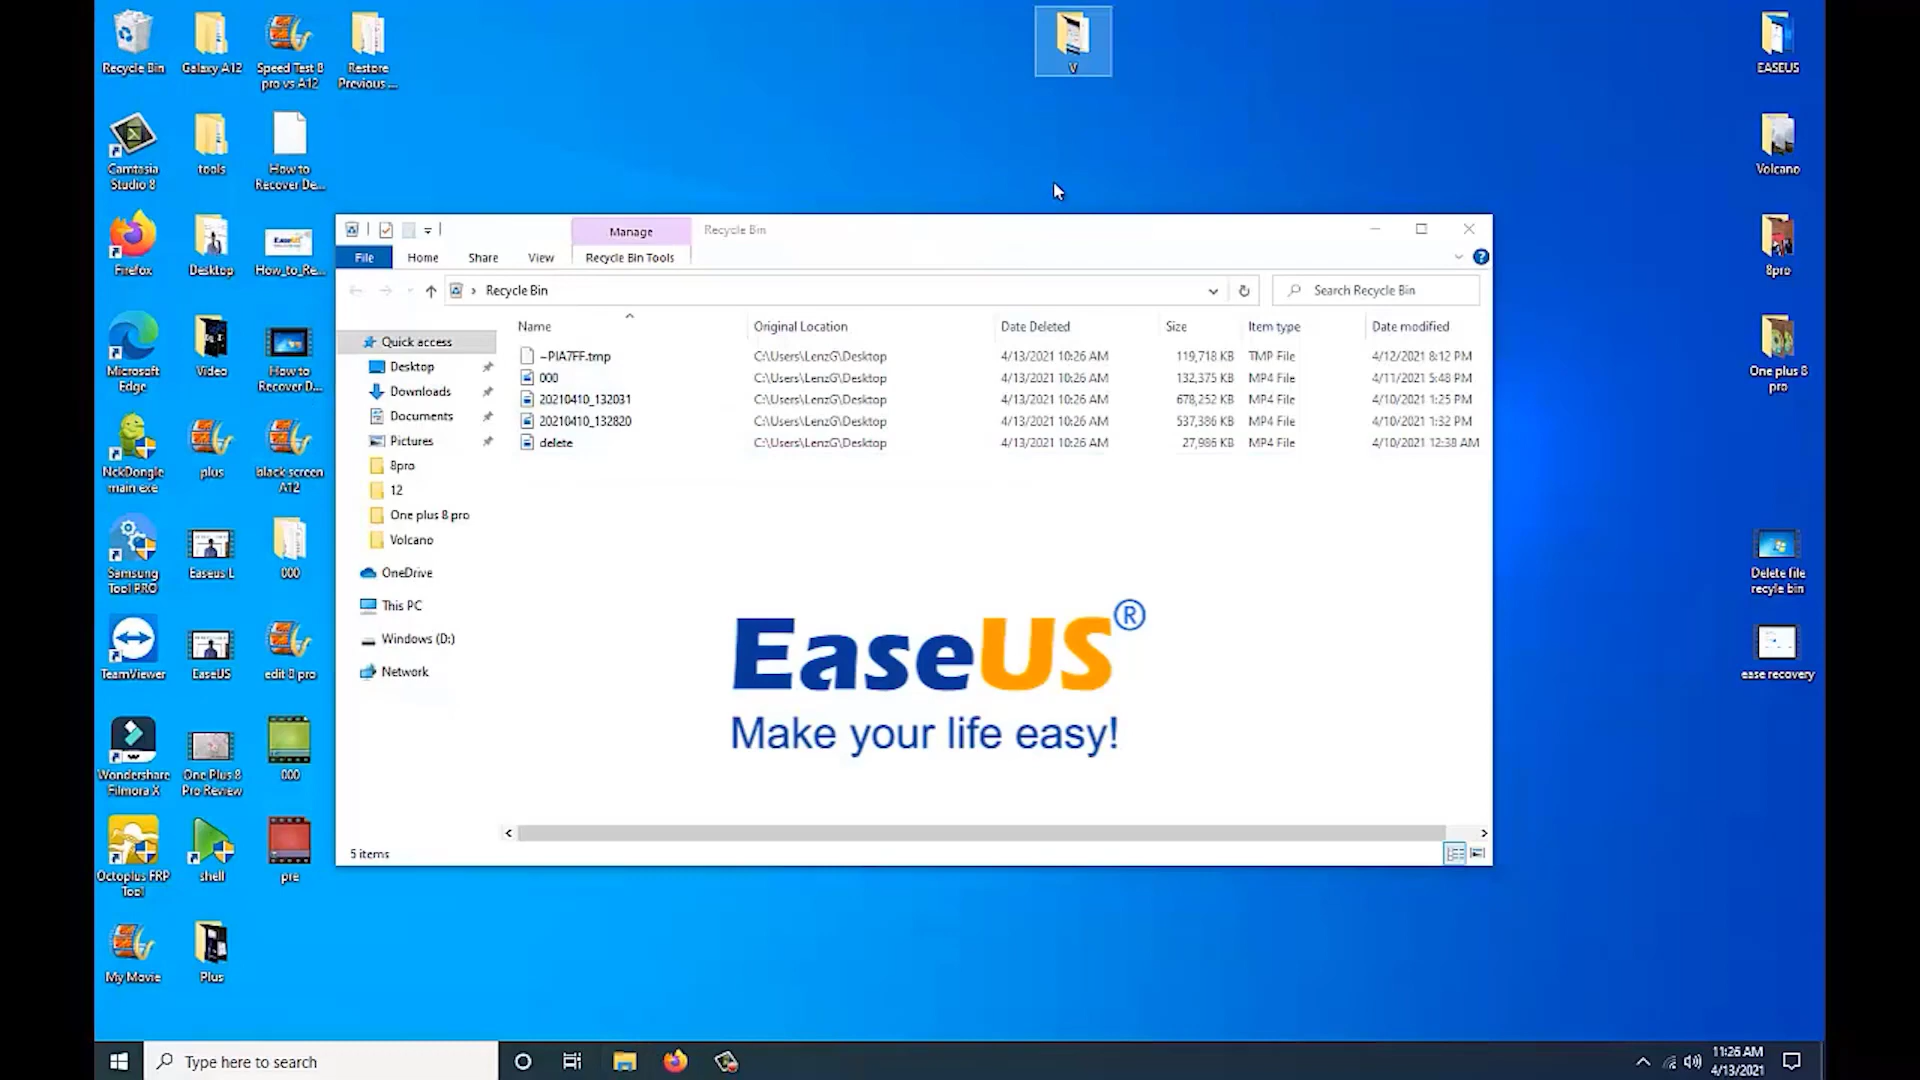 Recycle Bin
Galaxy A12
Speed Test 8
pro vs A12
Restore
Previous ...
V
EASEUS
Camtasia
Studio 8
tools
How to
Recover De...
Volcano
Firefox
Desktop
How_to_Re...
8pro
Microsoft
Edge
Video
How to
Recover D...
One plus 8
pro
NckDongle
main.exe
plus
black screen
A12
Samsung
Tool PRO
Easeus L
000
Delete file
recyle bin
TeamViewer
EaseUS
edit 8 pro
ease recovery
Wondershare
Filmora X
One Plus 8
Pro Review
000
Octoplus FRP
Tool
shell
pre
My Movie
Plus
Manage
Recycle Bin
File
Home
Share
View
Recycle Bin Tools
Recycle Bin
Search Recycle Bin
Name
Original Location
Date Deleted
Size
Item type
Date modified
~PIA7FF.tmp C:\Users\LenzG\Desktop 4/13/2021 10:26 AM 119,718 KB TMP File 4/12/2021 8:12 PM
000 C:\Users\LenzG\Desktop 4/13/2021 10:26 AM 132,375 KB MP4 File 4/11/2021 5:48 PM
20210410_132031 C:\Users\LenzG\Desktop 4/13/2021 10:26 AM 678,252 KB MP4 File 4/10/2021 1:25 PM
20210410_132820 C:\Users\LenzG\Desktop 4/13/2021 10:26 AM 537,386 KB MP4 File 4/10/2021 1:32 PM
delete C:\Users\LenzG\Desktop 4/13/2021 10:26 AM 27,986 KB MP4 File 4/10/2021 12:38 AM
Quick access
Desktop
Downloads
Documents
Pictures
8pro
12
One plus 8 pro
Volcano
OneDrive
This PC
Windows (D:)
Network
EaseUS®
Make your life easy!
5 items
Type here to search
11:26 AM
4/13/2021